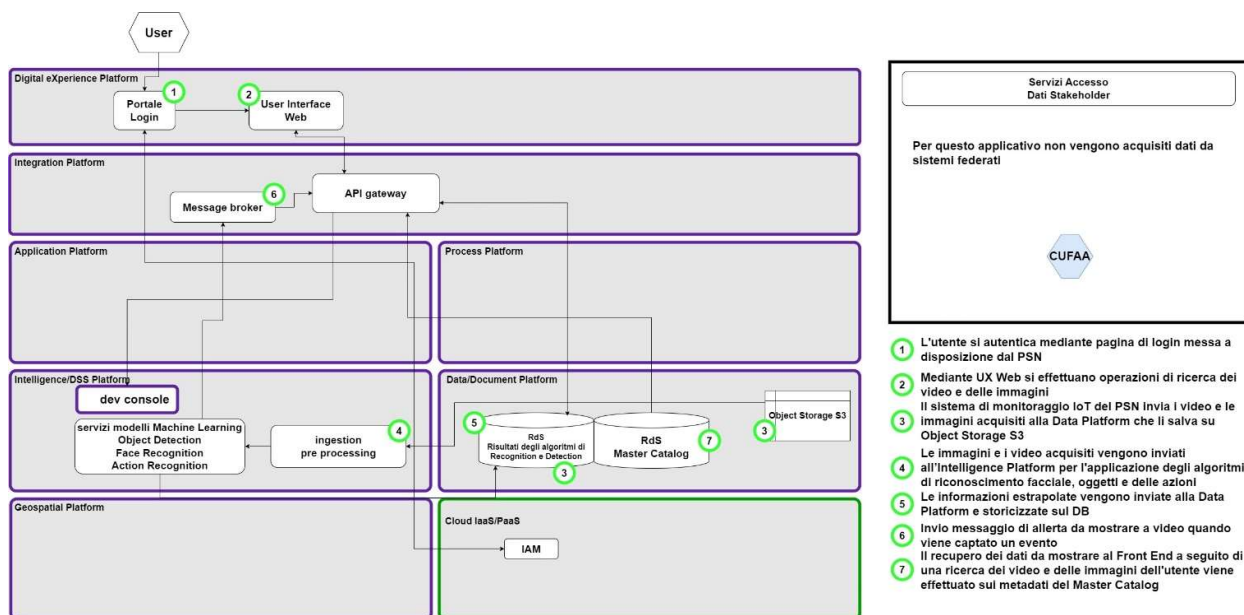 User
Digital eXperience Platform
1
Portale
Login
2
User Interface
Web
Integration Platform
6
Message broker
API gateway
Application Platform
Process Platform
Intelligence/DSS Platform
dev console
servizi modelli Machine Learning
Object Detection
Face Recognition
Action Recognition
4
ingestion
pre processing
Data/Document Platform
5
RdS
Risultati degli algoritmi di
Recognition e Detection
3
RdS
Master Catalog
7
Object Storage S3
3
Geospatial Platform
Cloud IaaS/PaaS
IAM
Servizi Accesso
Dati Stakeholder
Per questo applicativo non vengono acquisiti dati da
sistemi federati
CUFAA
1 L'utente si autentica mediante pagina di login messa a
disposizione dal PSN
2 Mediante UX Web si effettuano operazioni di ricerca dei
video e delle immagini
3 Il sistema di monitoraggio IoT del PSN invia i video e le
immagini acquisiti alla Data Platform che li salva su
Object Storage S3
4 Le immagini e i video acquisiti vengono inviati
all'Intelligence Platform per l'applicazione degli algoritmi
di riconoscimento facciale, oggetti e delle azioni
5 Le informazioni estrapolate vengono inviate alla Data
Platform e storicizzate sul DB
6 Invio messaggio di allerta da mostrare a video quando
viene captato un evento
7 Il recupero dei dati da mostrare al Front End a seguito di
una ricerca dei video e delle immagini dell'utente viene
effettuato sui metadati del Master Catalog